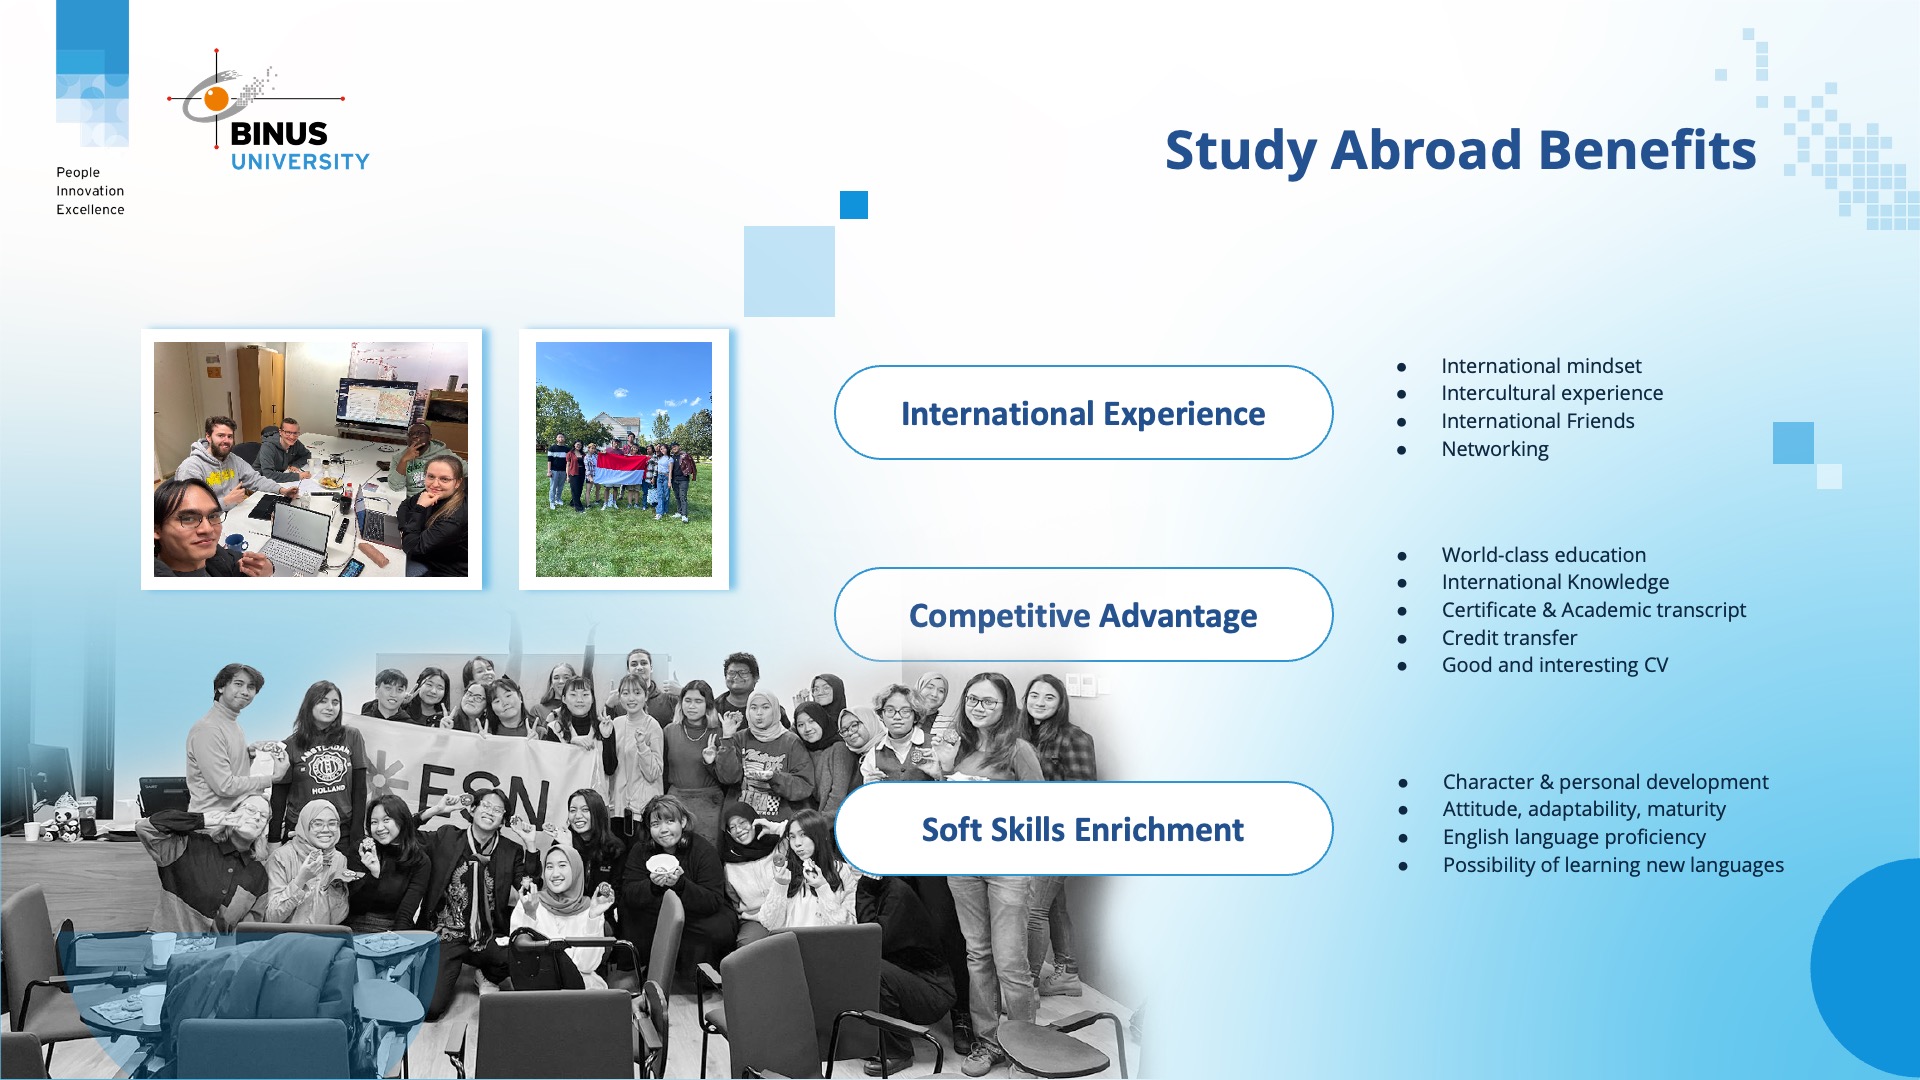 People
Innovation
Excellence
BINUS
UNIVERSITY
Study Abroad Benefits
International Experience
● International mindset
● Intercultural experience
● International Friends
● Networking
Competitive Advantage
● World-class education
● International Knowledge
● Certificate & Academic transcript
● Credit transfer
● Good and interesting CV
Soft Skills Enrichment
● Character & personal development
● Attitude, adaptability, maturity
● English language proficiency
● Possibility of learning new languages
ESN
AMSTERDAM
HOLLAND